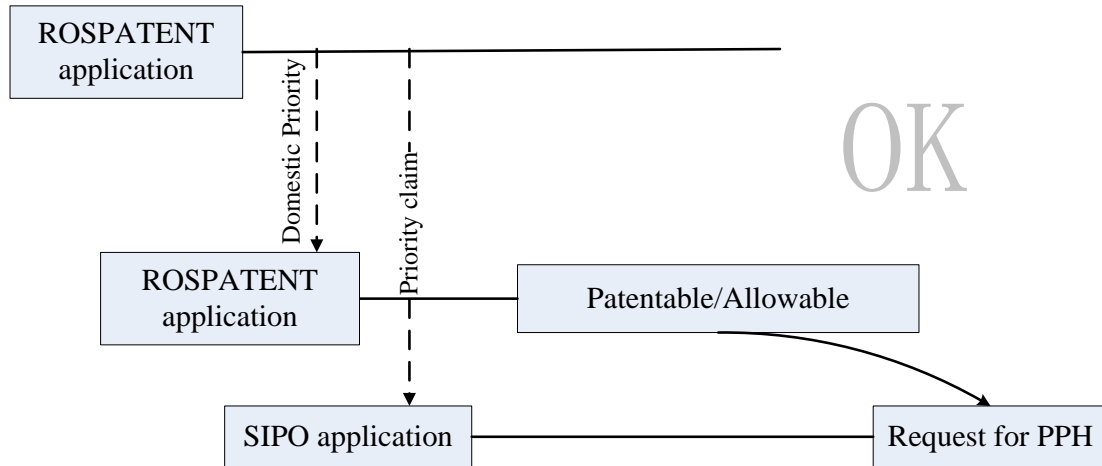 ROSPATENT
application
Domestic Priority
Priority claim
OK
ROSPATENT
application
Patentable/Allowable
SIPO application
Request for PPH